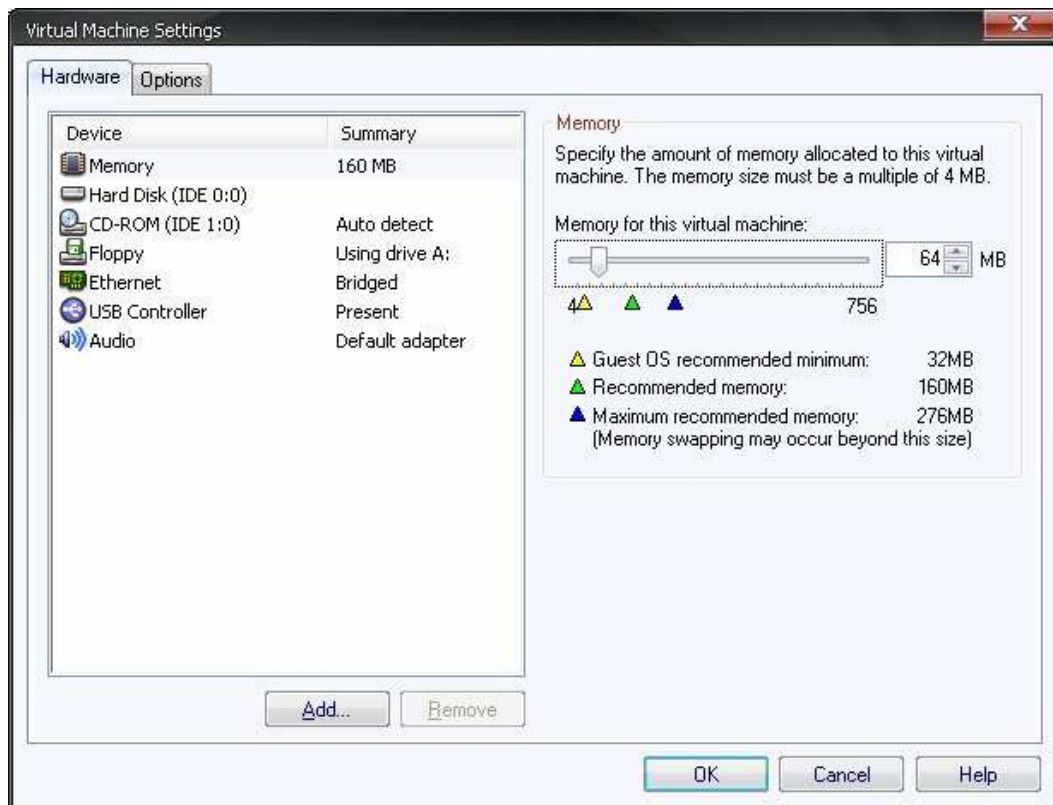 Virtual Machine Settings
Hardware Options
Device Summary
Memory 160 MB
Hard Disk (IDE 0:0)
CD-ROM (IDE 1:0) Auto detect
Floppy Using drive A:
Ethernet Bridged
USB Controller Present
Audio Default adapter
Add... Remove
Memory
Specify the amount of memory allocated to this virtual
machine. The memory size must be a multiple of 4 MB.
Memory for this virtual machine:
64 MB
4 756
Guest OS recommended minimum: 32MB
Recommended memory: 160MB
Maximum recommended memory: 276MB
(Memory swapping may occur beyond this size)
OK Cancel Help